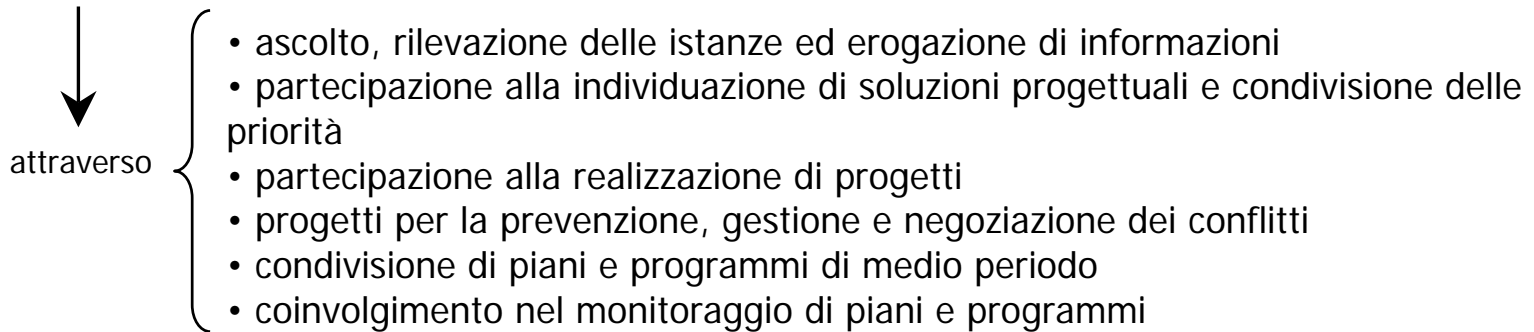 • ascolto, rilevazione delle istanze ed erogazione di informazioni
• partecipazione alla individuazione di soluzioni progettuali e condivisione delle
priorità
attraverso
• partecipazione alla realizzazione di progetti
• progetti per la prevenzione, gestione e negoziazione dei conflitti
• condivisione di piani e programmi di medio periodo
• coinvolgimento nel monitoraggio di piani e programmi